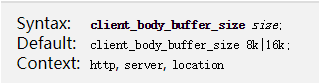 Syntax: client_body_buffer_size size;
Default: client_body_buffer_size 8k|16k;
Context: http, server, location